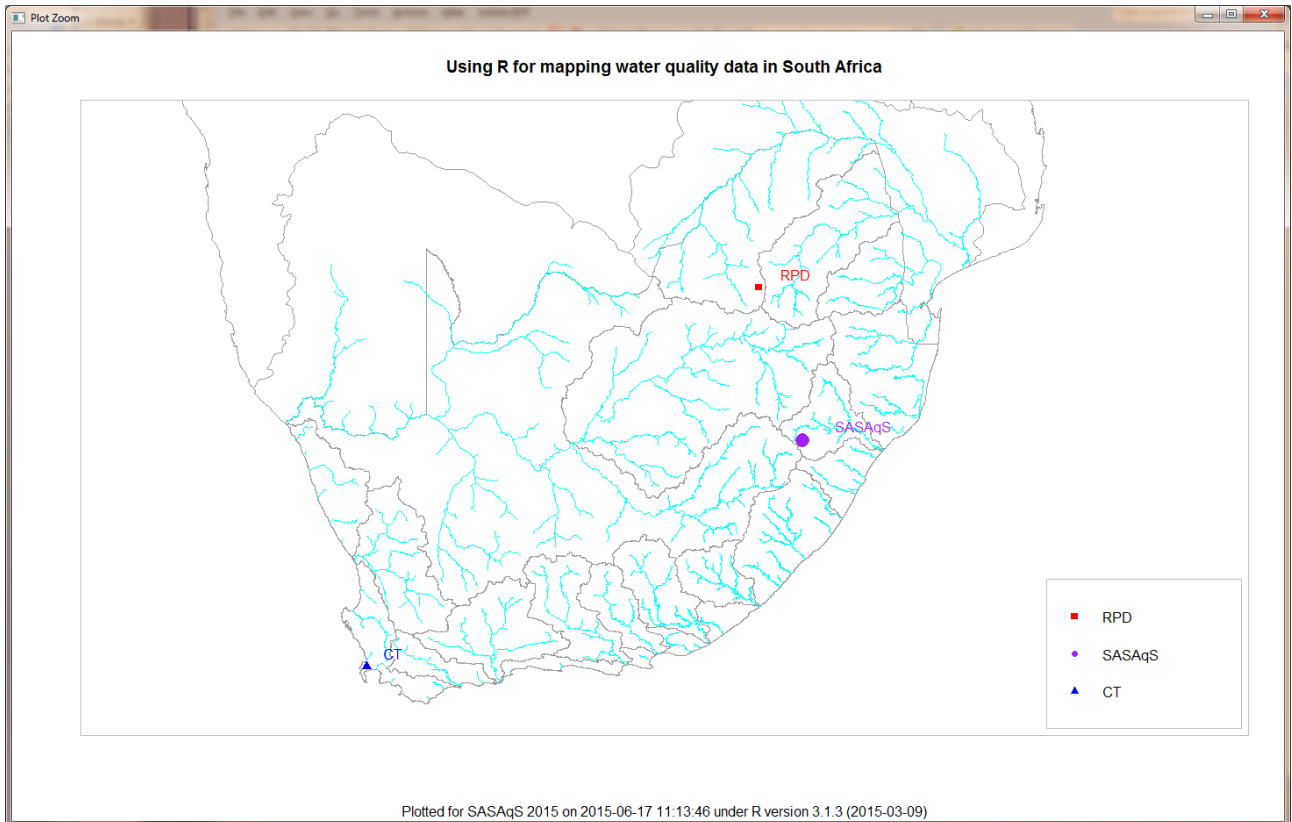 Plot Zoom
Using R for mapping water quality data in South Africa
RPD
SASAqS
CT
RPD
SASAqS
CT
Plotted for SASAqS 2015 on 2015-06-17 11:13:46 under R version 3.1.3 (2015-03-09)